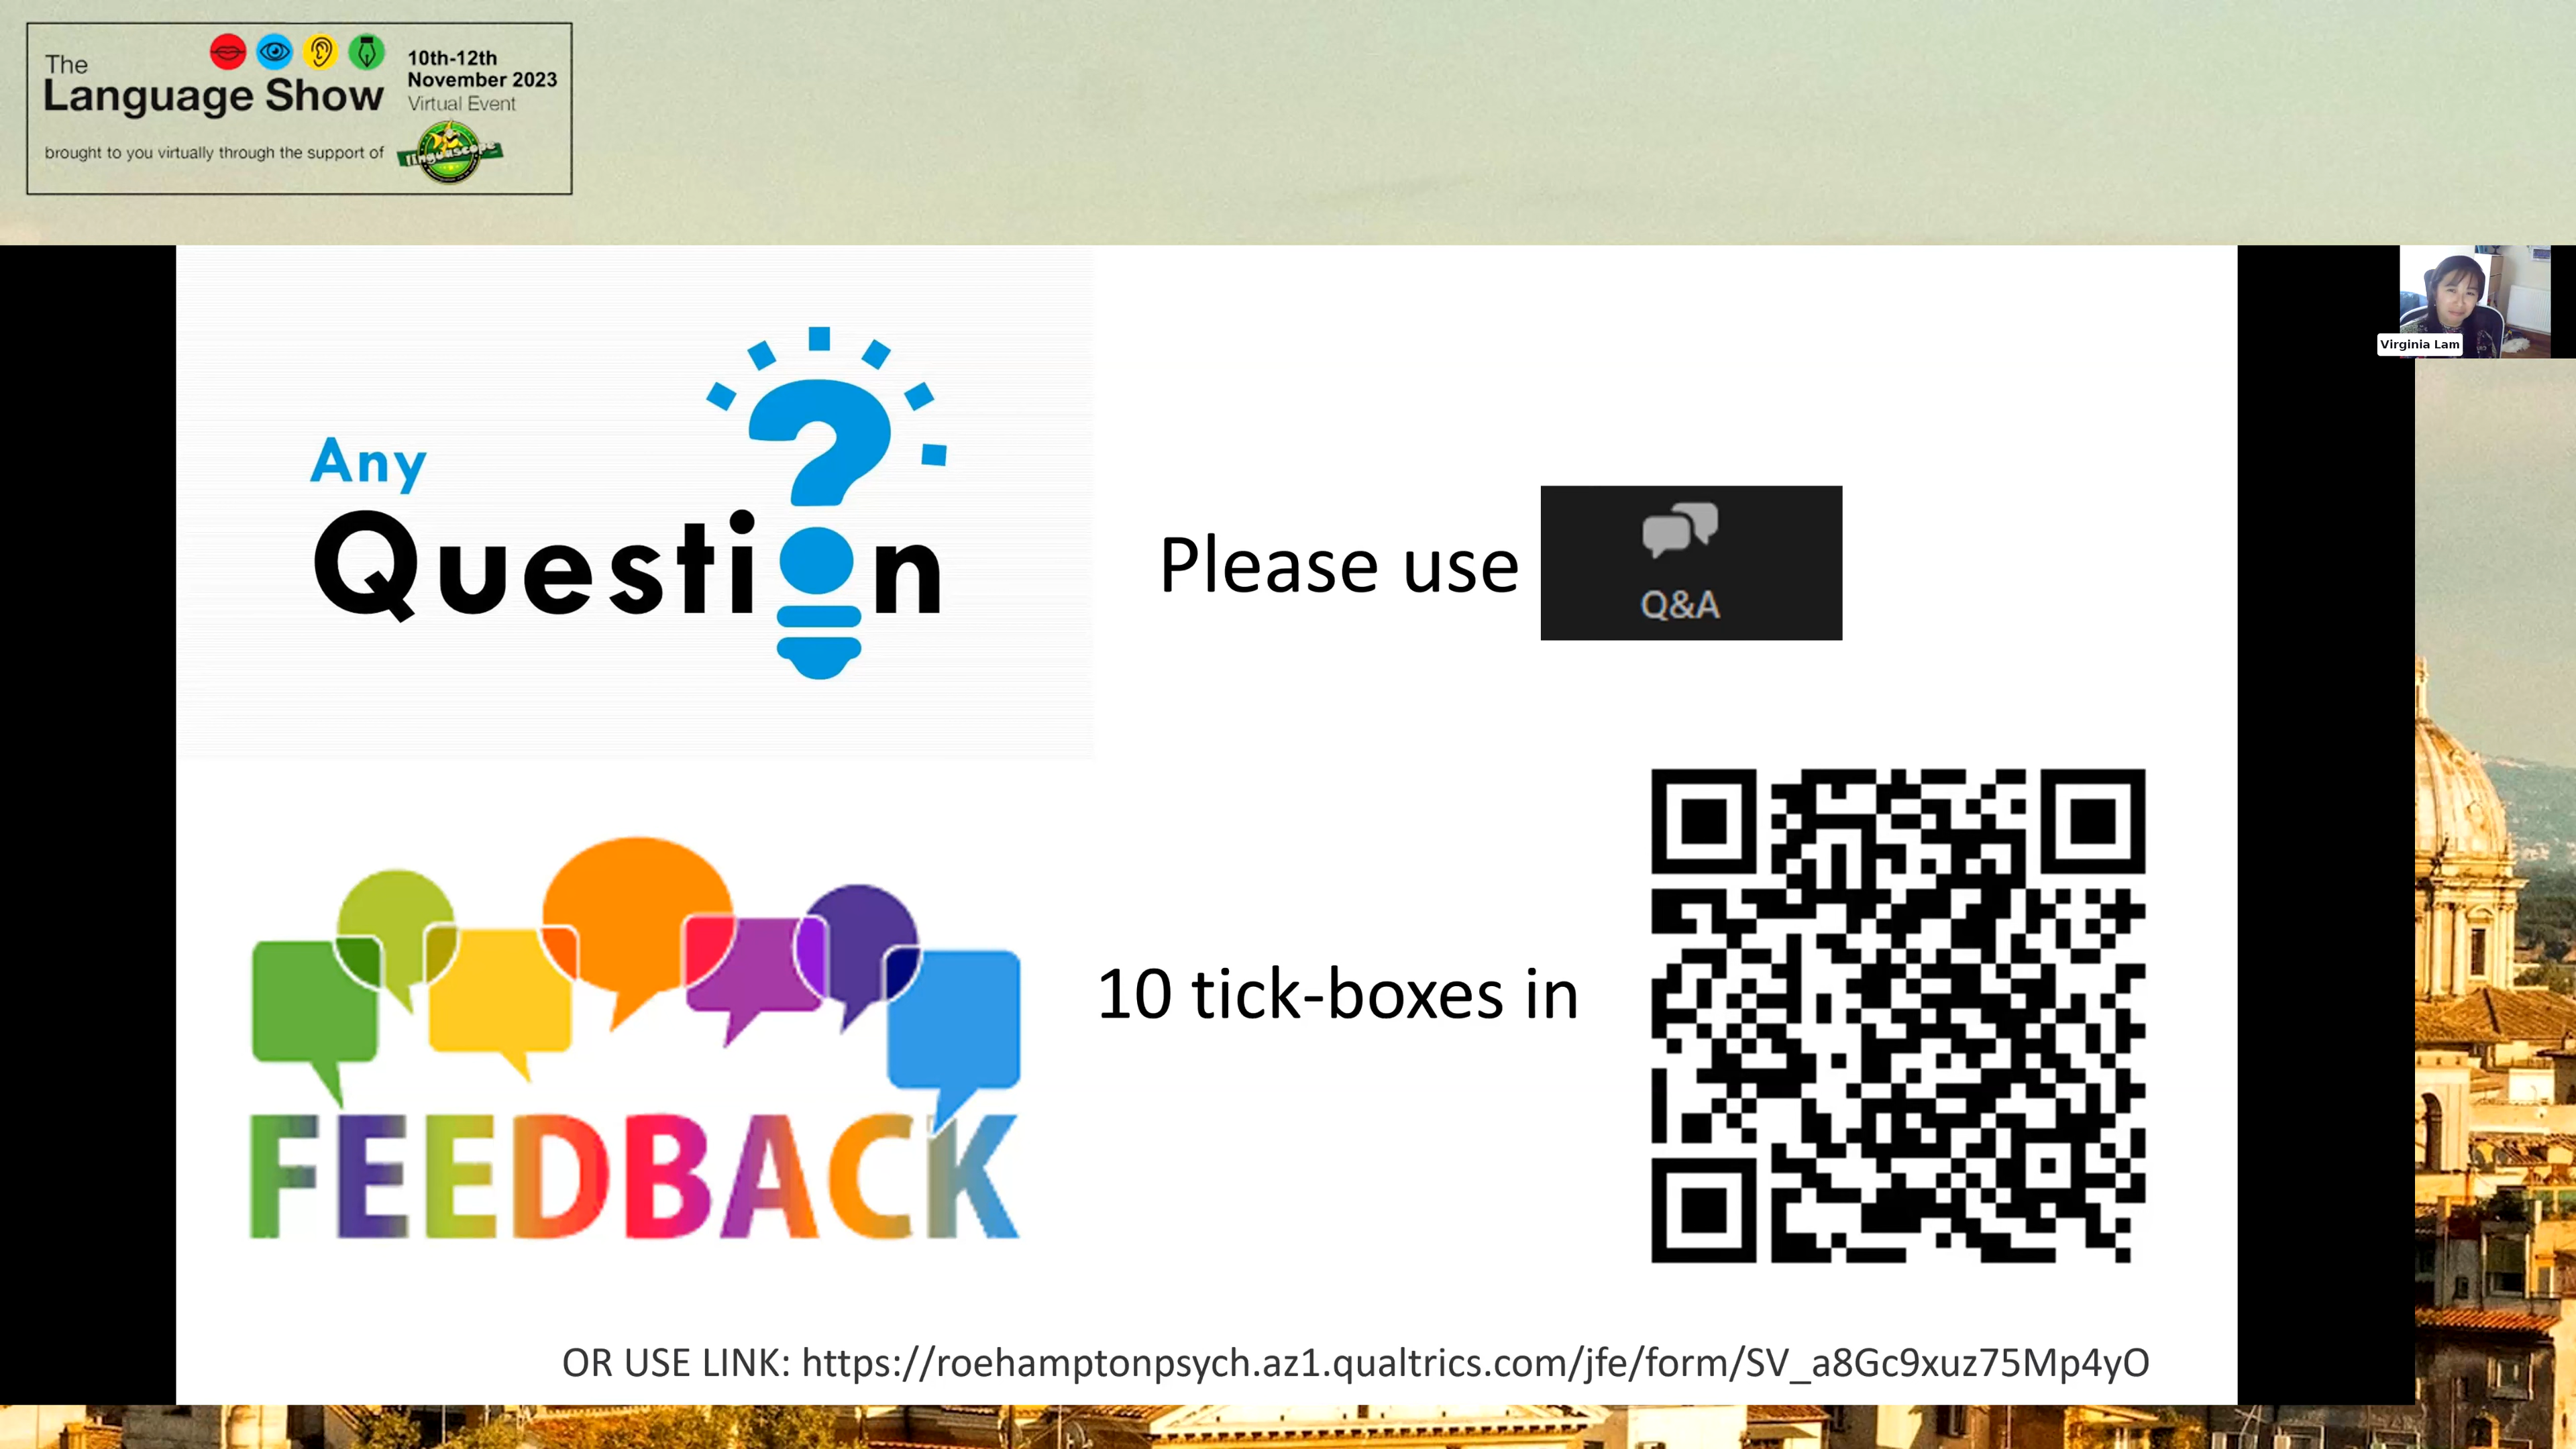 The
Language Show
10th-12th
November 2023
Virtual Event
brought to you virtually through the support of
linguascope
Virginia Lam
Any
Question
Please use
Q&A
10 tick-boxes in
FEEDBACK
OR USE LINK: https://roehamptonpsych.az1.qualtrics.com/jfe/form/SV_a8Gc9xuz75Mp4yO